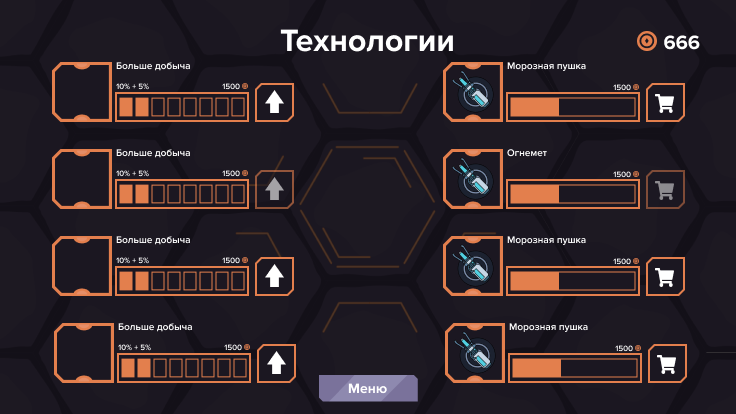 Технологии
666
Больше добыча
10% + 5% 1500
Морозная пушка
1500
Больше добыча
10% + 5% 1500
Огнемет
1500
Больше добыча
10% + 5% 1500
Морозная пушка
1500
Больше добыча
10% + 5% 1500
Морозная пушка
1500
Меню